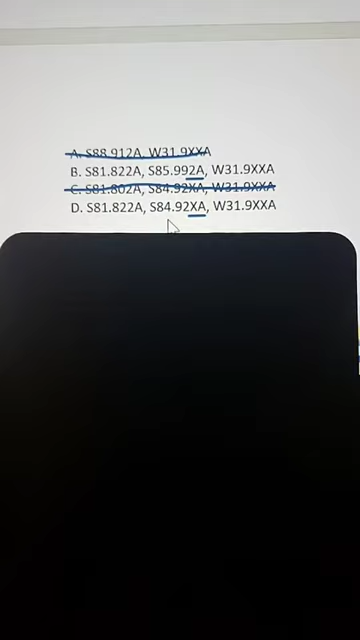 A. S88.912A, W31.9XXA
B. S81.822A, S85.992A, W31.9XXA
C. S81.802A, S84.92XA, W31.9XXA
D. S81.822A, S84.92XA, W31.9XXA